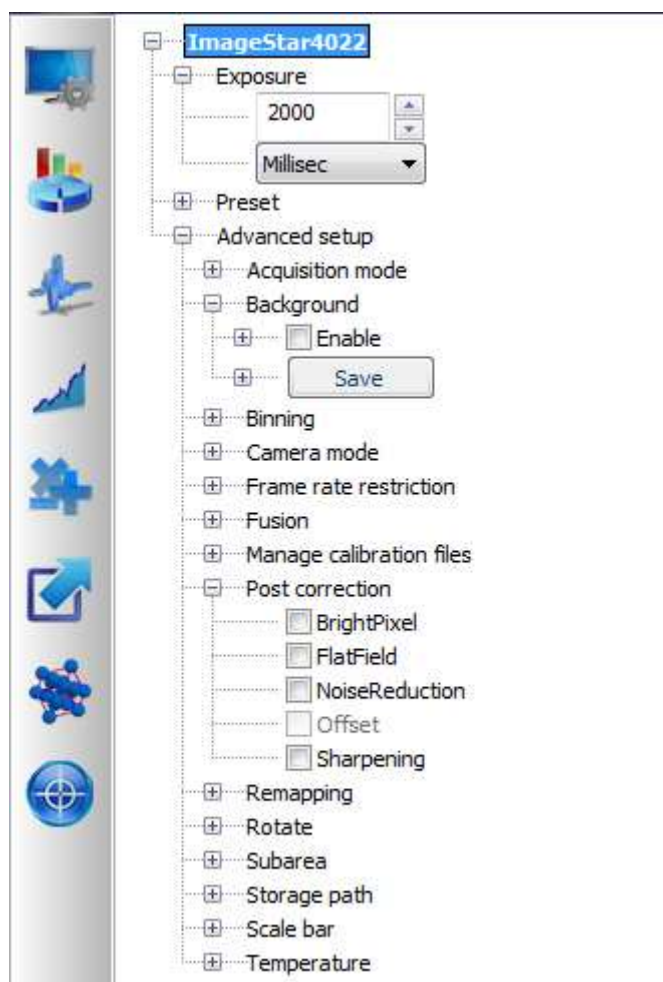 ImageStar4022
Exposure
2000
Millisec
Preset
Advanced setup
Acquisition mode
Background
Enable
Save
Binning
Camera mode
Frame rate restriction
Fusion
Manage calibration files
Post correction
BrightPixel
FlatField
NoiseReduction
Offset
Sharpening
Remapping
Rotate
Subarea
Storage path
Scale bar
Temperature